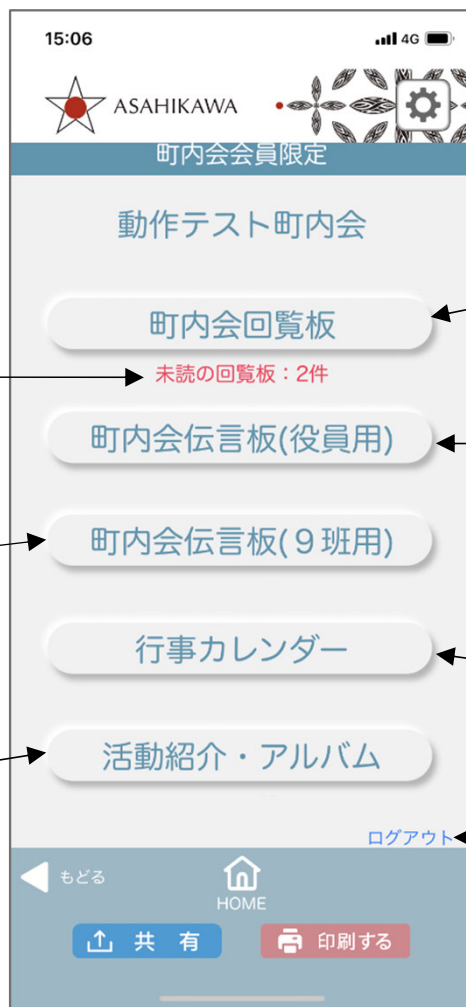 15:06
4G
ASAHIKAWA
町内会会員限定
動作テスト町内会
町内会回覧板
未読の回覧板：2件
町内会伝言板(役員用)
町内会伝言板(９班用)
行事カレンダー
活動紹介・アルバム
ログアウト
もどる
HOME
共 有
印刷する